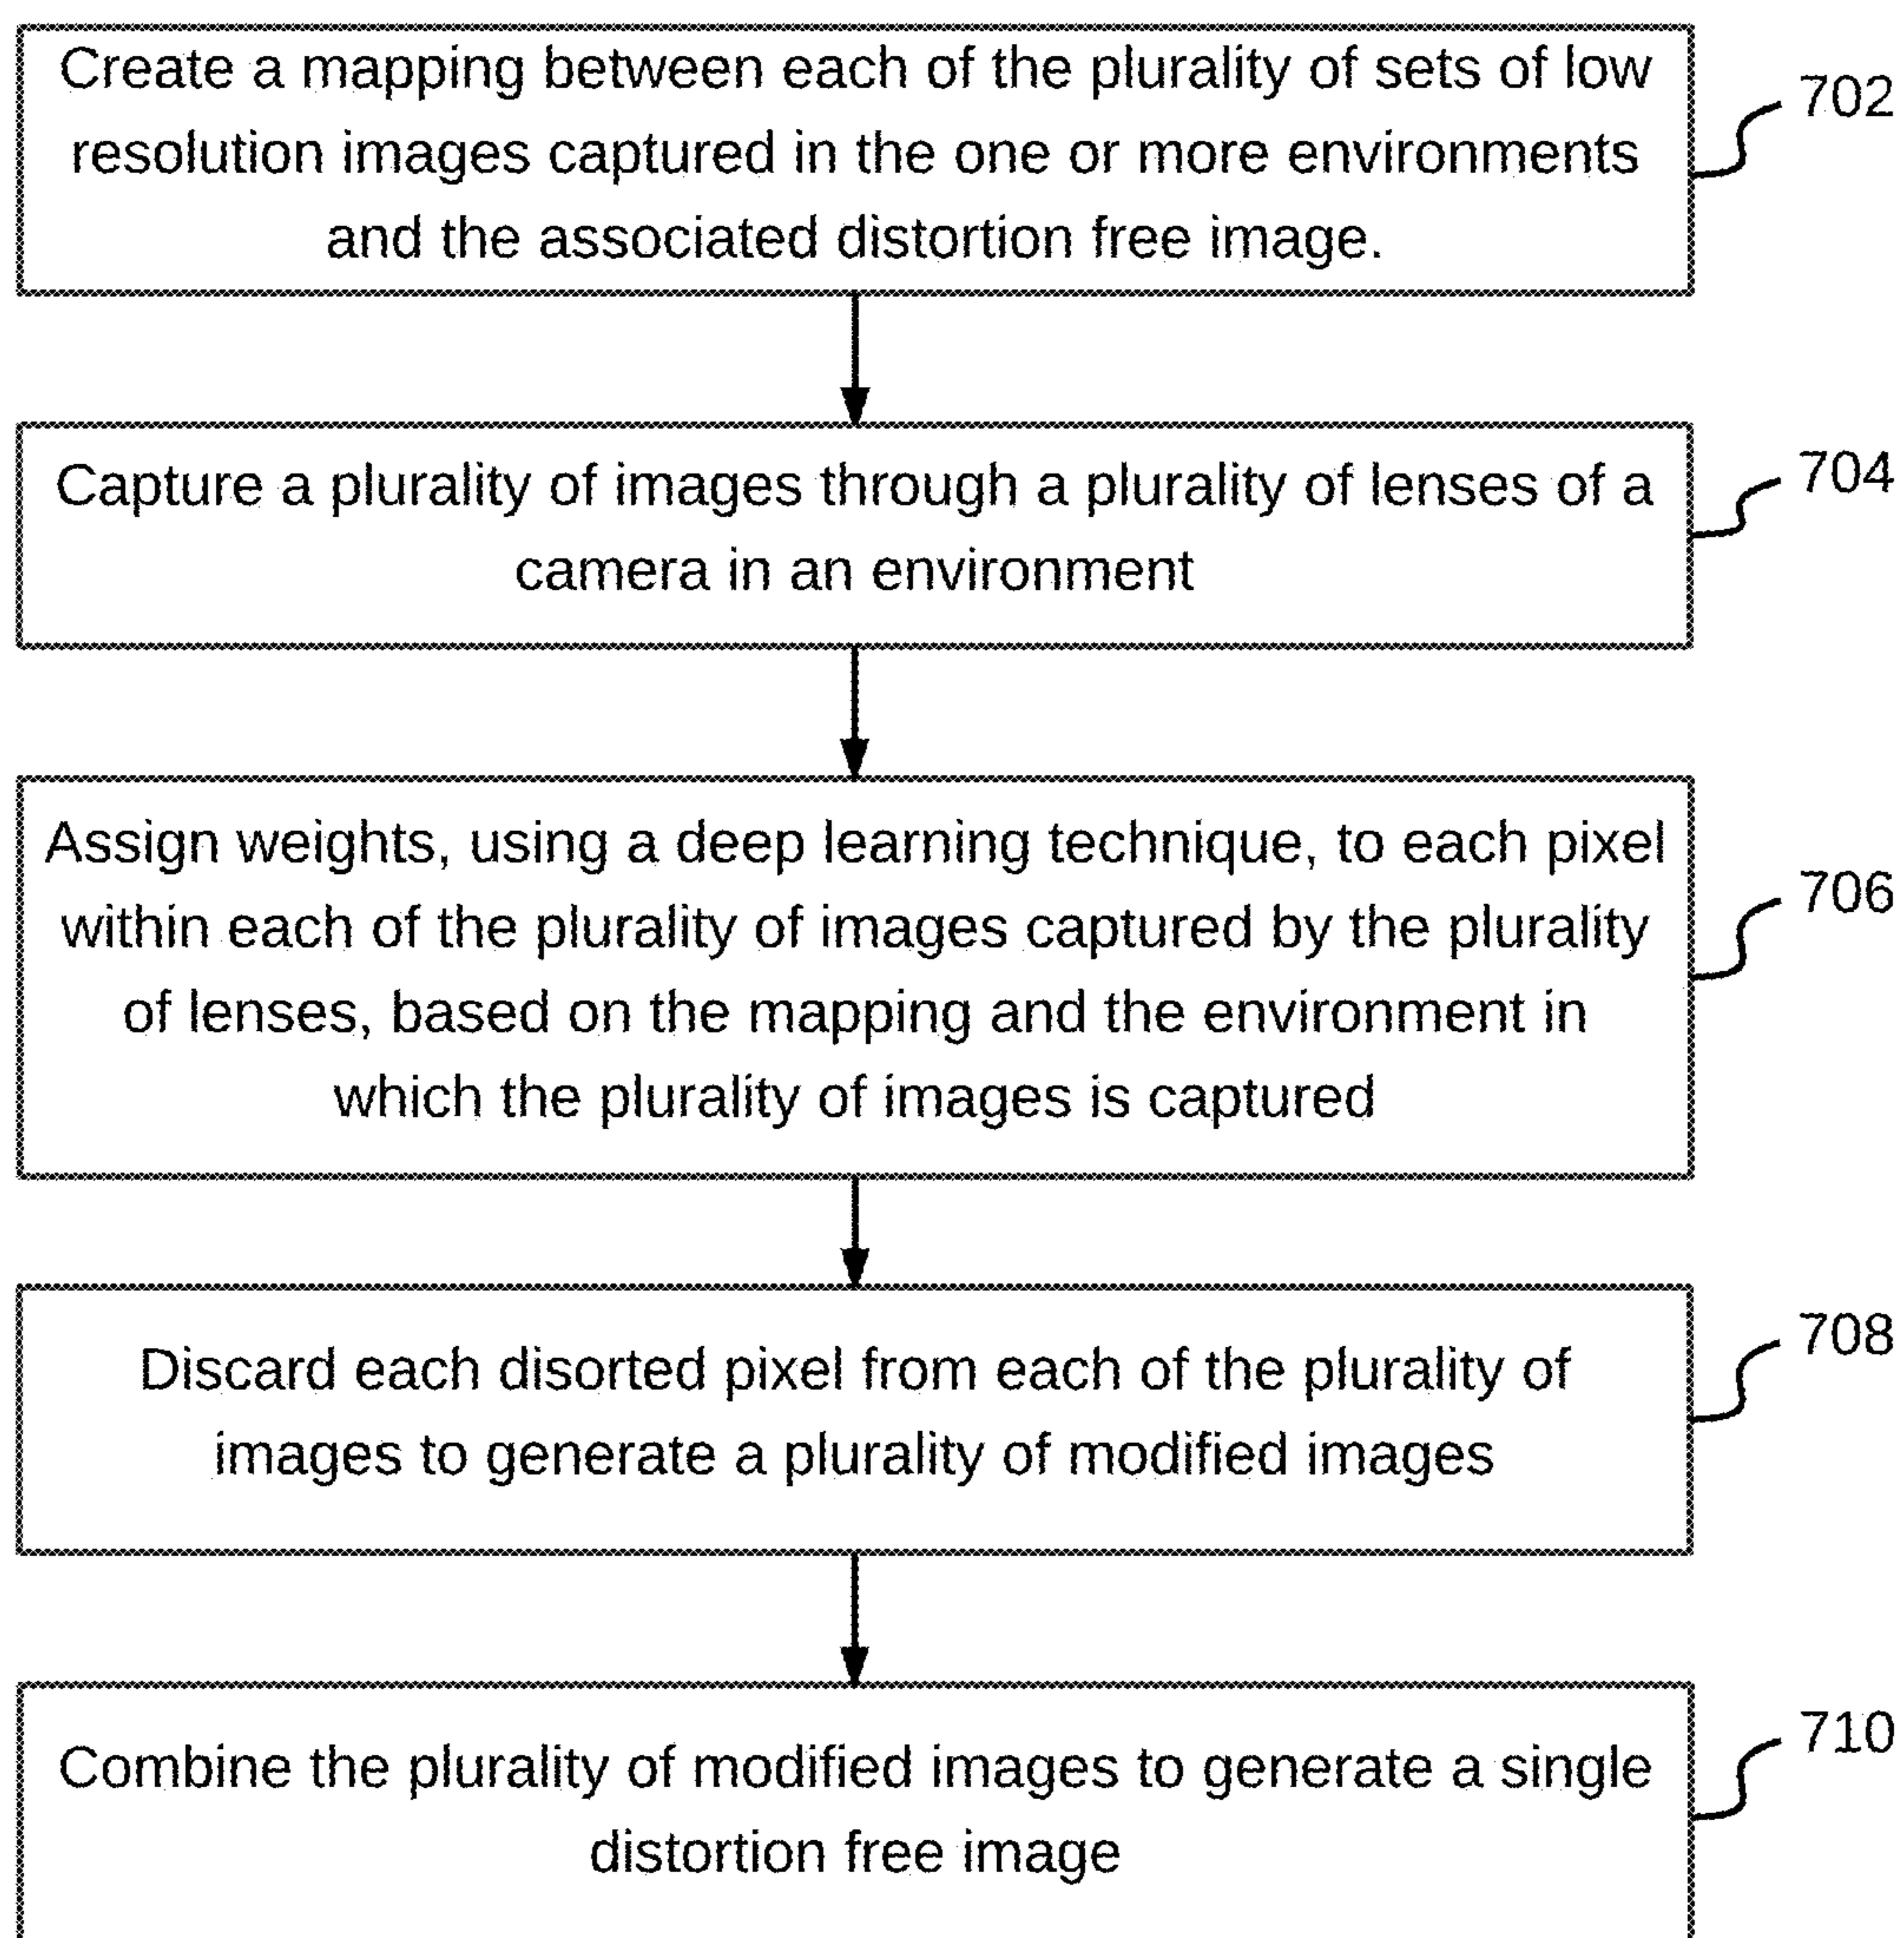 Create a mapping between each of the plurality of sets of low
resolution images captured in the one or more environments
and the associated distortion free image.
702
Capture a plurality of images through a plurality of lenses of a
camera in an environment
704
Assign weights, using a deep learning technique, to each pixel
within each of the plurality of images captured by the plurality
of lenses, based on the mapping and the environment in
which the plurality of images is captured
706
Discard each disorted pixel from each of the plurality of
images to generate a plurality of modified images
708
Combine the plurality of modified images to generate a single
distortion free image
710